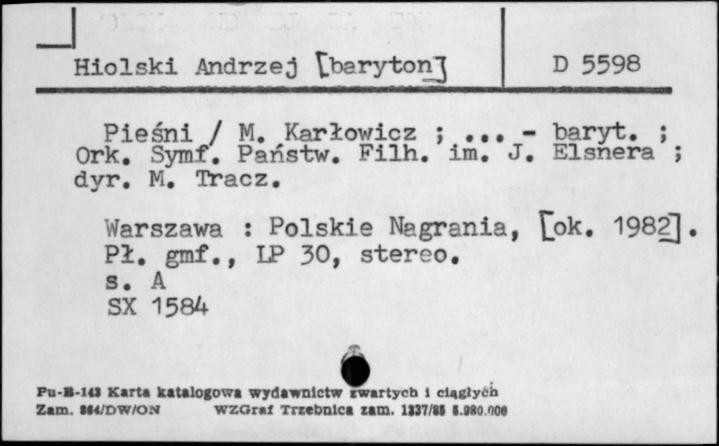 Hiolski Andrzej [baryton] D 5598
Pieśni / M. Karłowicz ; ... - baryt. ;
Ork. Symf. Państw. Filh. im. J. Elsnera ;
dyr. M. Tracz.
Warszawa : Polskie Nagrania, [ok. 1982].
Pł. gmf., LP 30, stereo.
s. A
SX 1584
Pu-B-143 Karta katalogowa wydawnictw zwartych i ciągłych
Zam. 864/DW/ON WZGraf Trzebnica zam. 1337/85 5.980.000